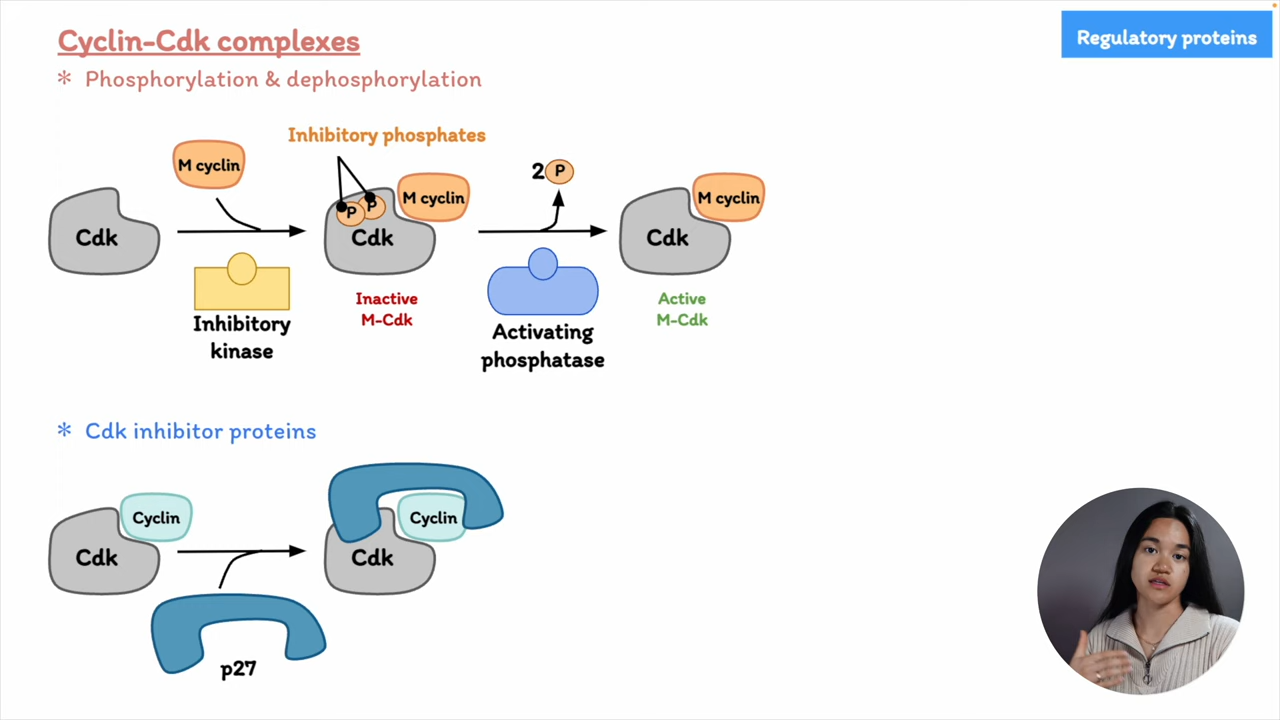 Cyclin-Cdk complexes
Regulatory proteins
* Phosphorylation & dephosphorylation
Inhibitory phosphates
M cyclin
2 P
P P
M cyclin
M cyclin
Cdk
Cdk
Cdk
Inhibitory
kinase
Inactive
M-Cdk
Activating
phosphatase
Active
M-Cdk
* Cdk inhibitor proteins
Cyclin
Cyclin
Cdk
Cdk
p27